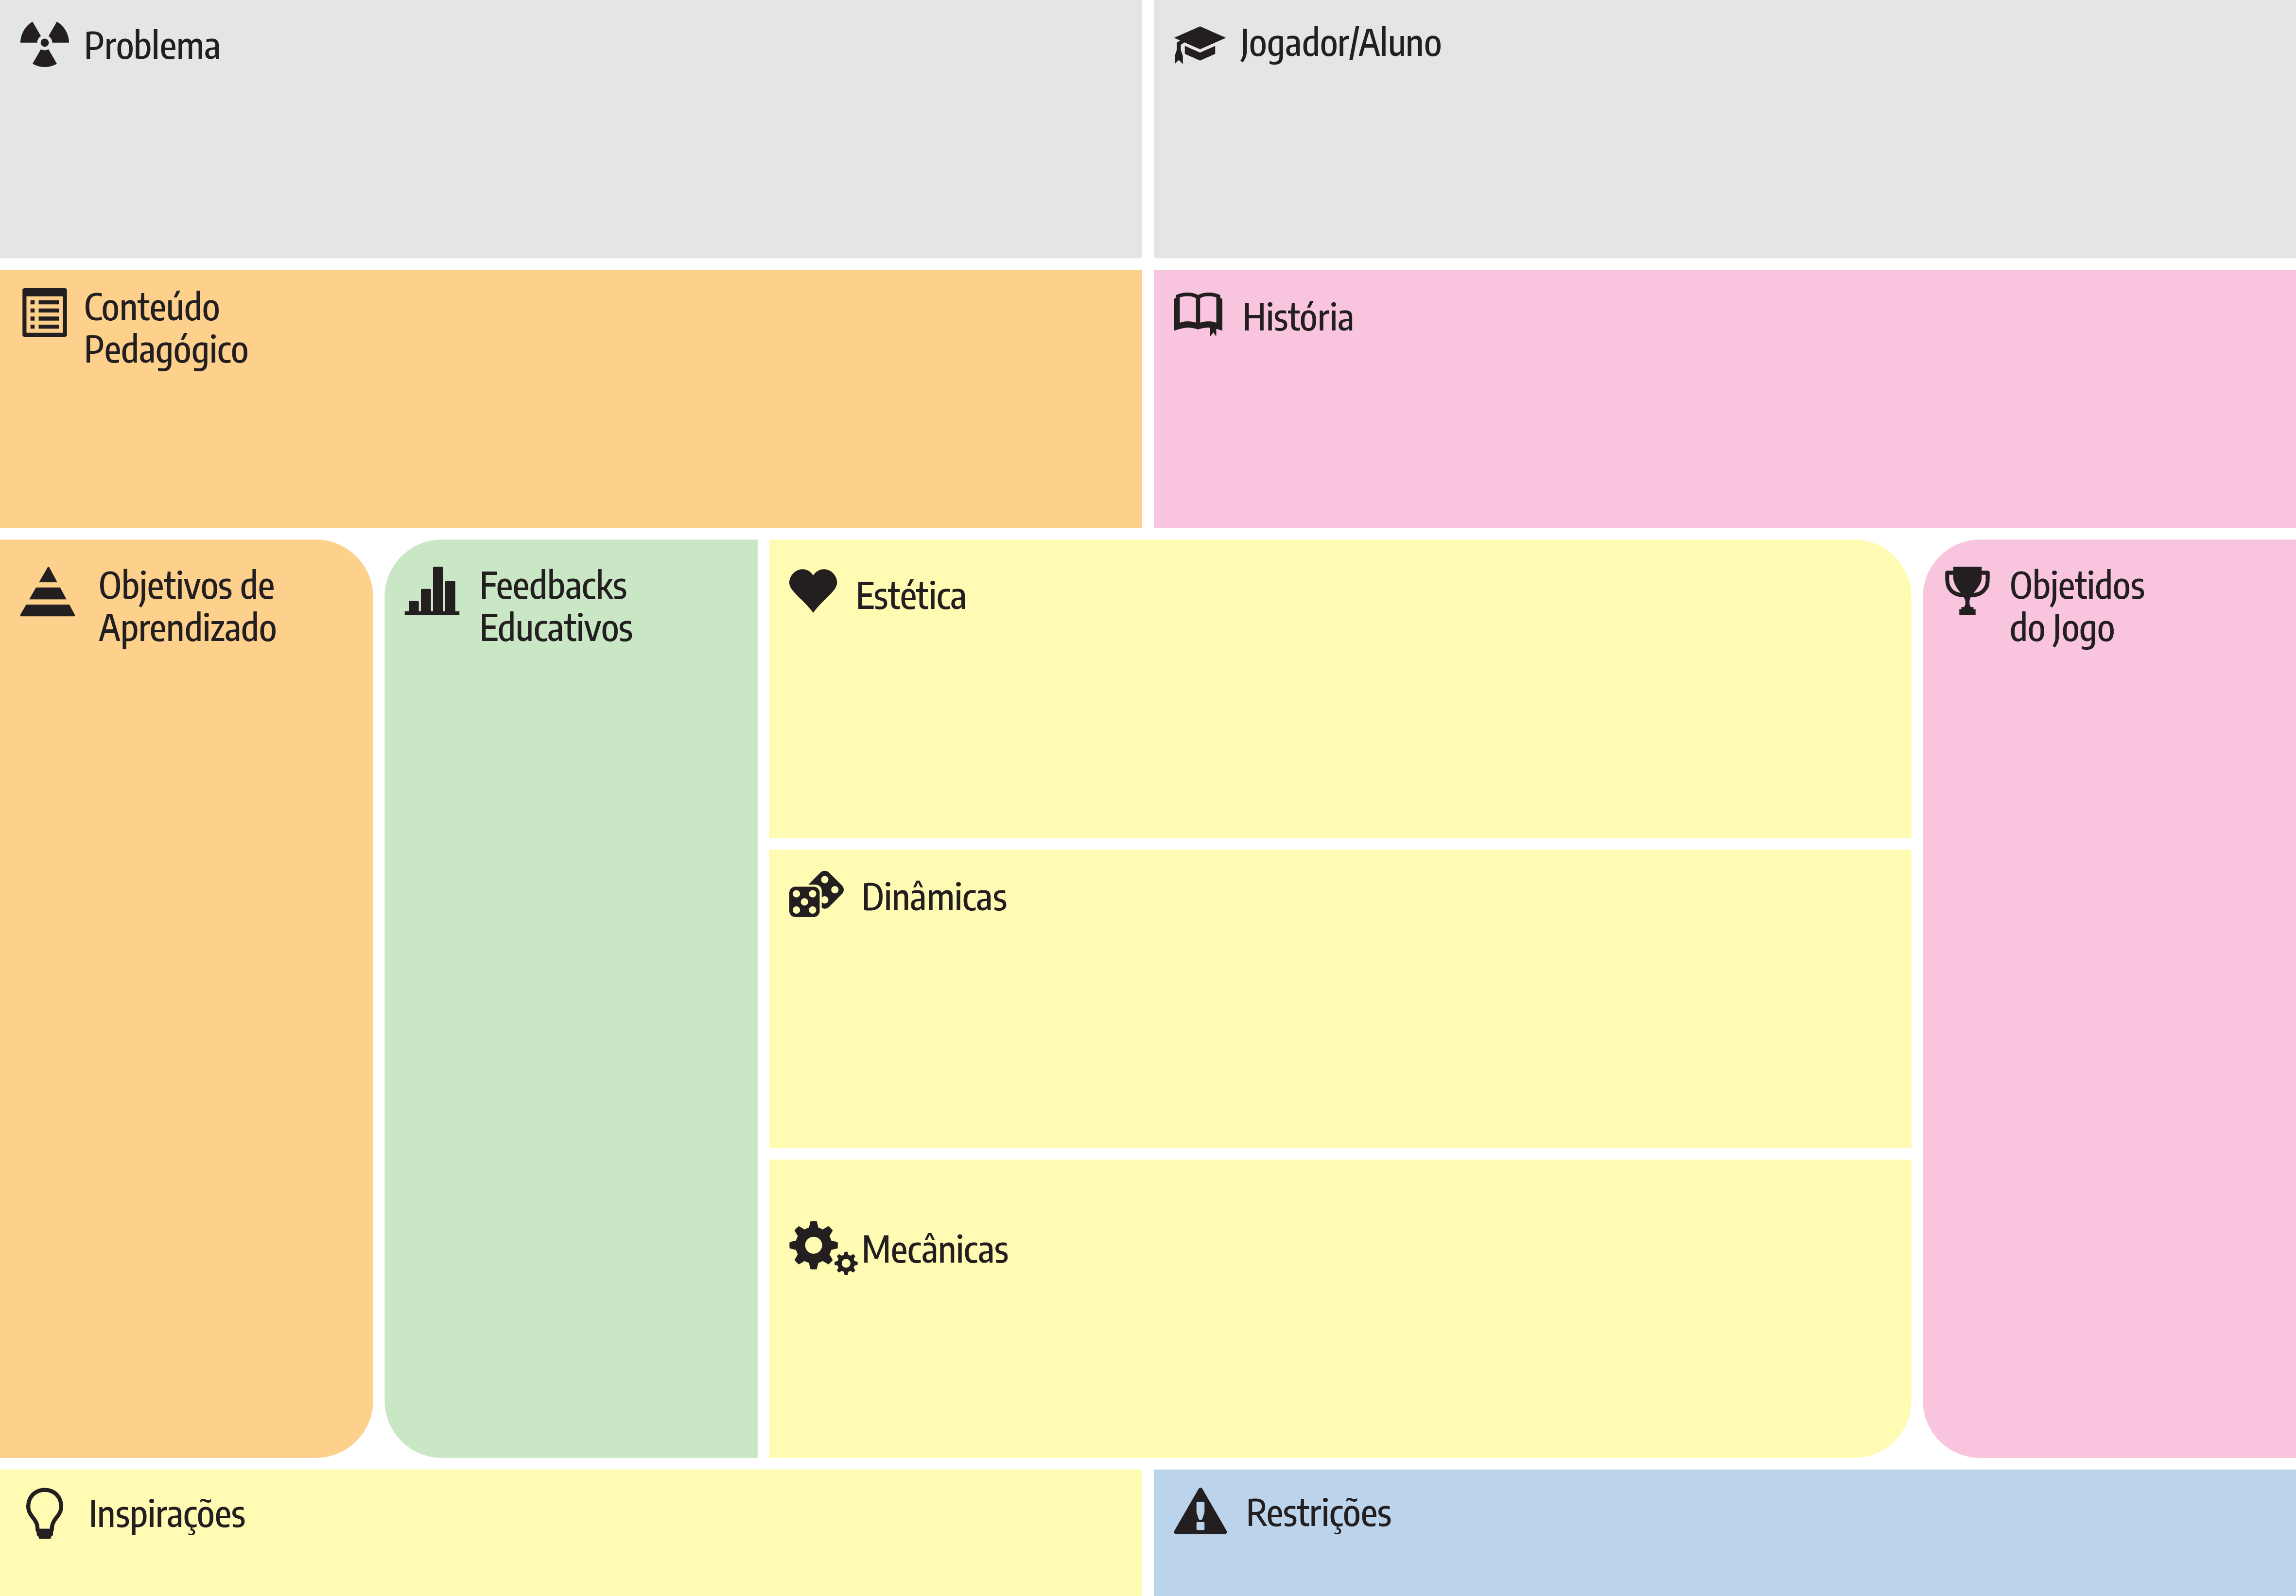 Problema
Jogador/Aluno
Conteúdo
Pedagógico
História
Objetivos de
Aprendizado
Feedbacks
Educativos
Estética
Dinâmicas
Mecânicas
Objetidos
do Jogo
Inspirações
Restrições